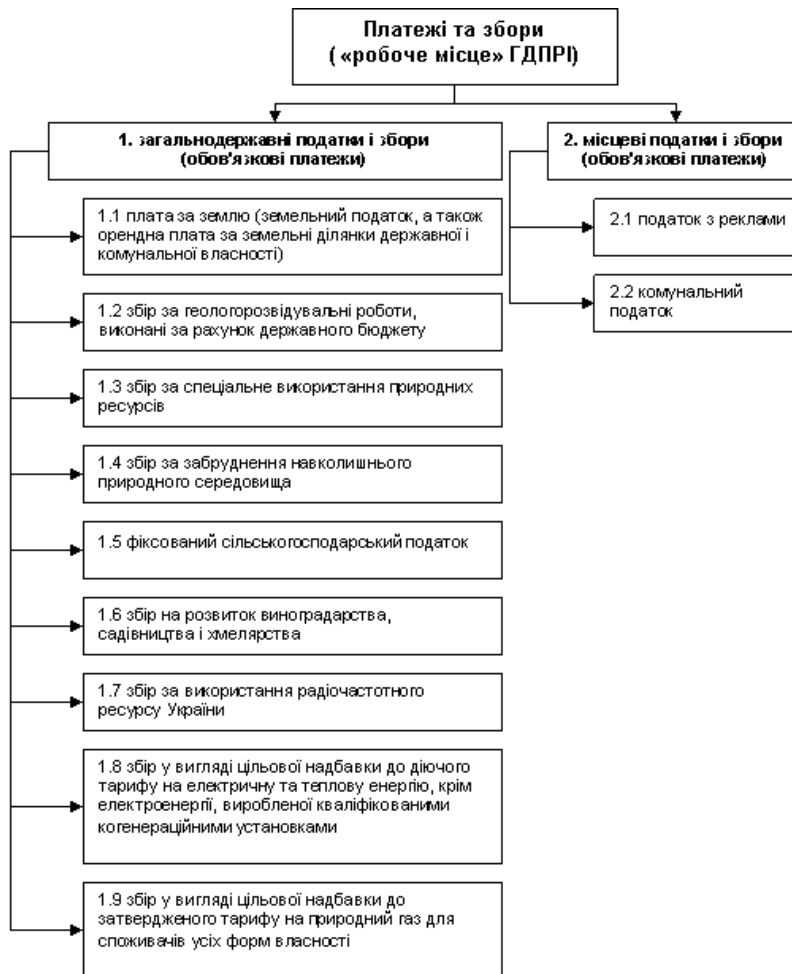 Платежі та збори
( «робоче місце» ГДПРІ)
1. загальнодержавні податки і збори
(обов'язкові платежи)
1.1 плата за землю (земельний податок, а також
орендна плата за земельні ділянки державної і
комунальної власності)
1.2 збір за геологорозвідувальні роботи,
виконані за рахунок державного бюджету
1.3 збір за спеціальне використання природних
ресурсів
1.4 збір за забруднення навколишнього
природного середовища
1.5 фіксований сільськогосподарський податок
1.6 збір на розвиток виноградарства,
садівництва і хмелярства
1.7 збір за використання радіочастотного
ресурсу України
1.8 збір у вигляді цільової надбавки до діючого
тарифу на електричну та теплову енергію, крім
електроенергії, виробленої кваліфікованими
когенераційними установками
1.9 збір у вигляді цільової надбавки до
затвердженого тарифу на природний газ для
споживачів усіх форм власності
2. місцеві податки і збори
(обов'язкові платежи)
2.1 податок з реклами
2.2 комунальний
податок